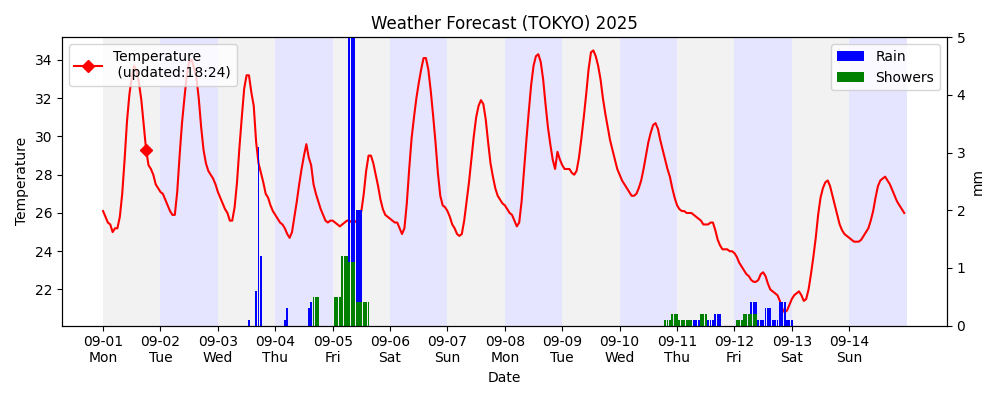 Weather Forecast (TOKYO) 2025
Temperature
(updated:18:24)
Rain
Showers
34
32
30
28
26
24
22
Temperature
5
4
3
2
1
0
mm
09-01 09-02 09-03 09-04 09-05 09-06 09-07 09-08 09-09 09-10 09-11 09-12 09-13 09-14
Mon Tue Wed Thu Fri Sat Sun Mon Tue Wed Thu Fri Sat Sun
Date